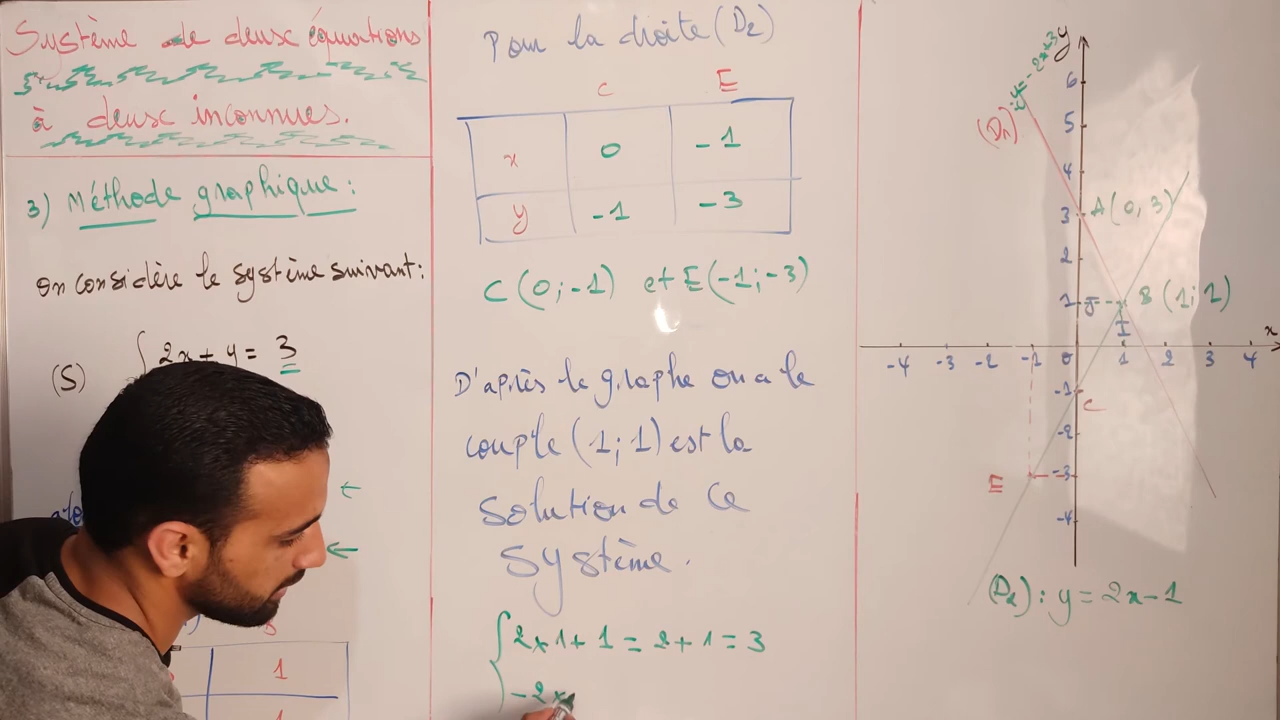 Système de deux équations
à deux inconnues.
3) Méthode graphique :
on considère le système suivant :
(S)
2x + y = 3
1
Pour la droite (D2)
C E
x 0 -1
y -1 -3
C(0;-1) et E(-1;-3)
D'après le graphe on a le
couple (1;1) est la
solution de ce
système.
2x1+1 = 2+1 = 3
-2x
y
y = -2x+3
(D1)
6
5
4
3 A(0,3)
2
1 J B(1;1)
I
x
-4 -3 -2 -1 0 1 2 3 4
-1
C
-2
E -3
-4
(D2) : y = 2x-1